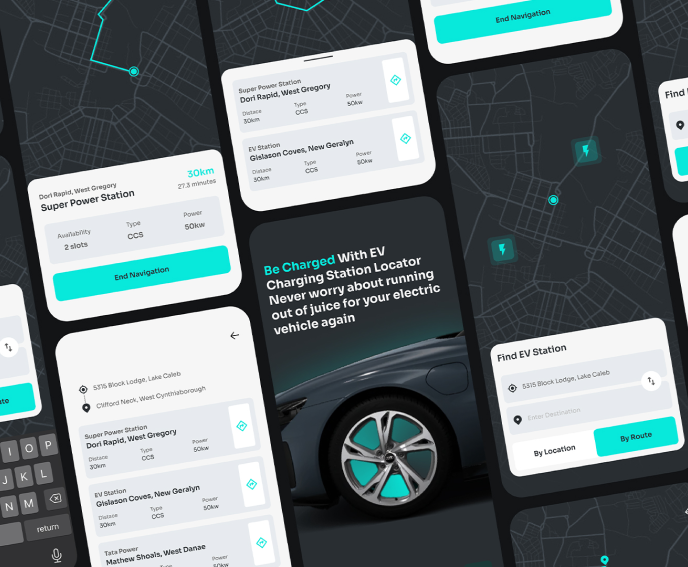 End Navigation
Super Power Station
Dori Rapid, West Gregory
Distace
Type
Power
30km
CCS
50kw
EV Station
Gislason Coves, New Geralyn
Distace
Type
Power
30km
CCS
50kw
Dori Rapid, West Gregory
Super Power Station
30km
27.3 minutes
Availability
Type
Power
2 slots
CCS
50kw
End Navigation
Be Charged With EV
Charging Station Locator
Never worry about running
out of juice for your electric
vehicle again
Find EV Station
5315 Block Lodge, Lake Caleb
Enter Destination
By Location
By Route
Find
5315 Block Lodge, Lake Caleb
Clifford Neck, West Cynthiaborough
Super Power Station
Dori Rapid, West Gregory
Distace
Type
Power
30km
CCS
50kw
EV Station
Gislason Coves, New Geralyn
Distace
Type
Power
30km
CCS
50kw
Tata Power
Mathew Shoals, West Danae
Distace
Type
Power
30km
CCS
50kw
I O P
J K L
N M
return